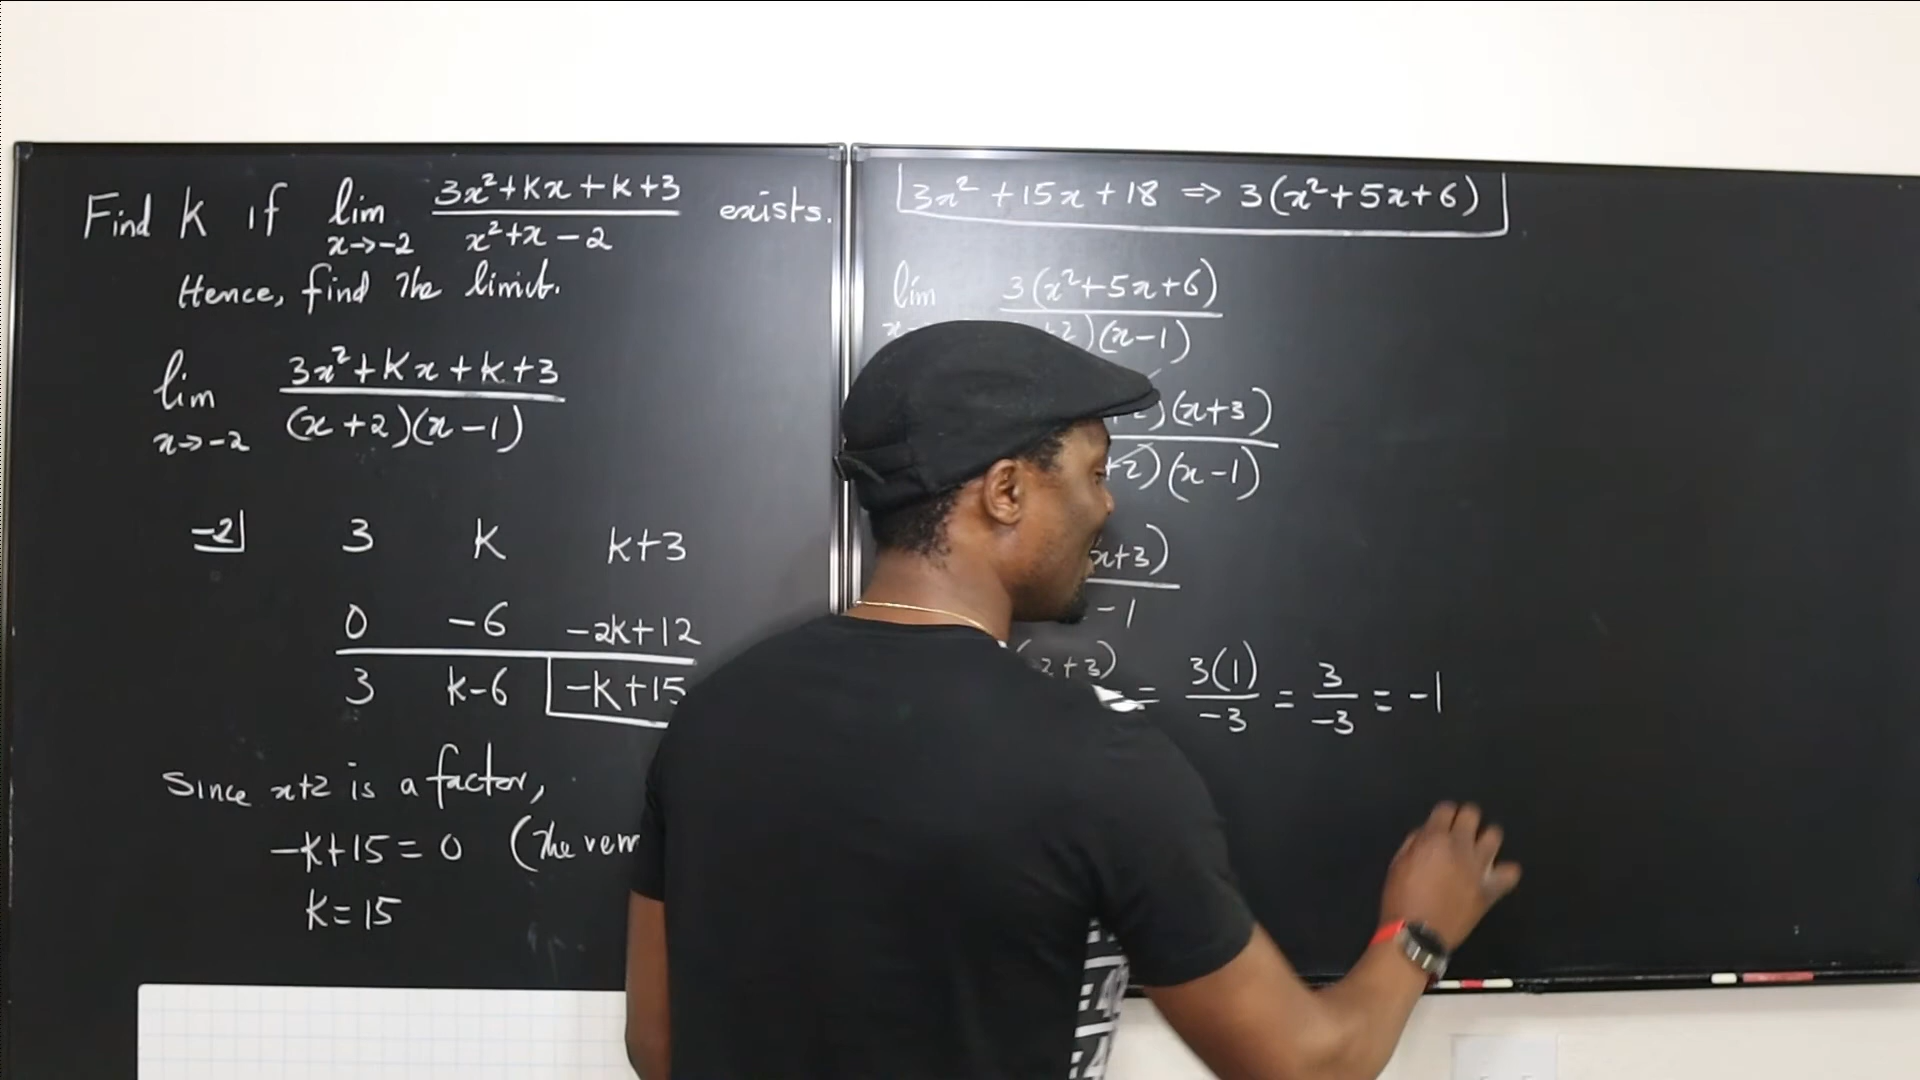 Find K if lim x→-2 3x²+Kx+k+3 / x²+x-2 exists.
Hence, find the limit.
lim x→-2 3x²+Kx+k+3 / (x+2)(x-1)
-2 3 K k+3
0 -6 -2k+12
3 k-6 -k+15
Since x+2 is a factor,
-k+15=0 (The
k=15
3x²+15x+18 ⇒ 3(x²+5x+6)
lim 3(x²+5x+6)
(x-1)
(x+3)
+2)(x-1)
x+3)
-1
2+3) = 3(1)/-3 = 3/-3 = -1